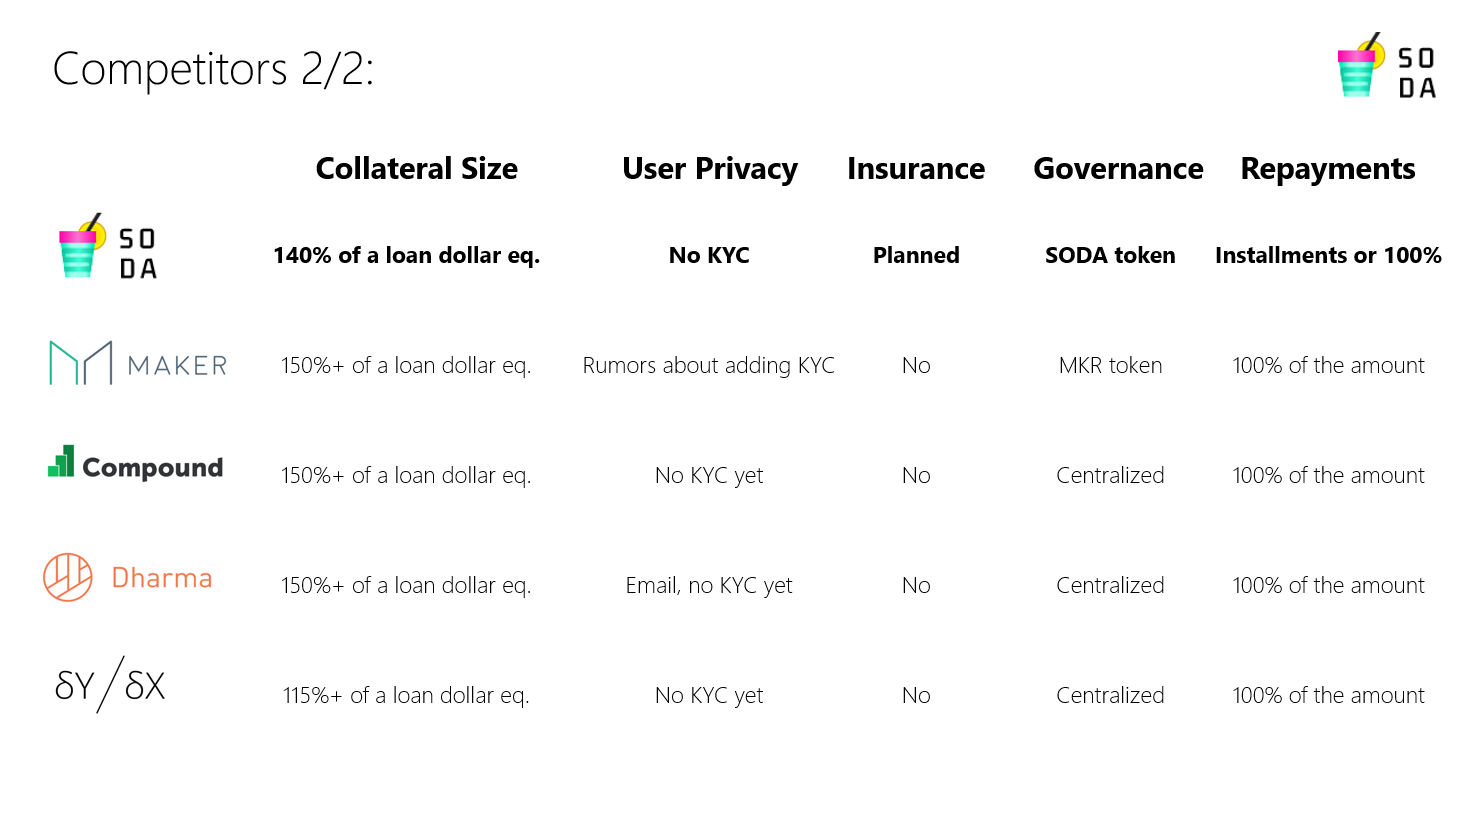 Competitors 2/2:
SO
DA
Collateral Size User Privacy Insurance Governance Repayments
SO
DA
140% of a loan dollar eq. No KYC Planned SODA token Installments or 100%
MAKER 150%+ of a loan dollar eq. Rumors about adding KYC No MKR token 100% of the amount
Compound 150%+ of a loan dollar eq. No KYC yet No Centralized 100% of the amount
Dharma 150%+ of a loan dollar eq. Email, no KYC yet No Centralized 100% of the amount
δY/δX 115%+ of a loan dollar eq. No KYC yet No Centralized 100% of the amount